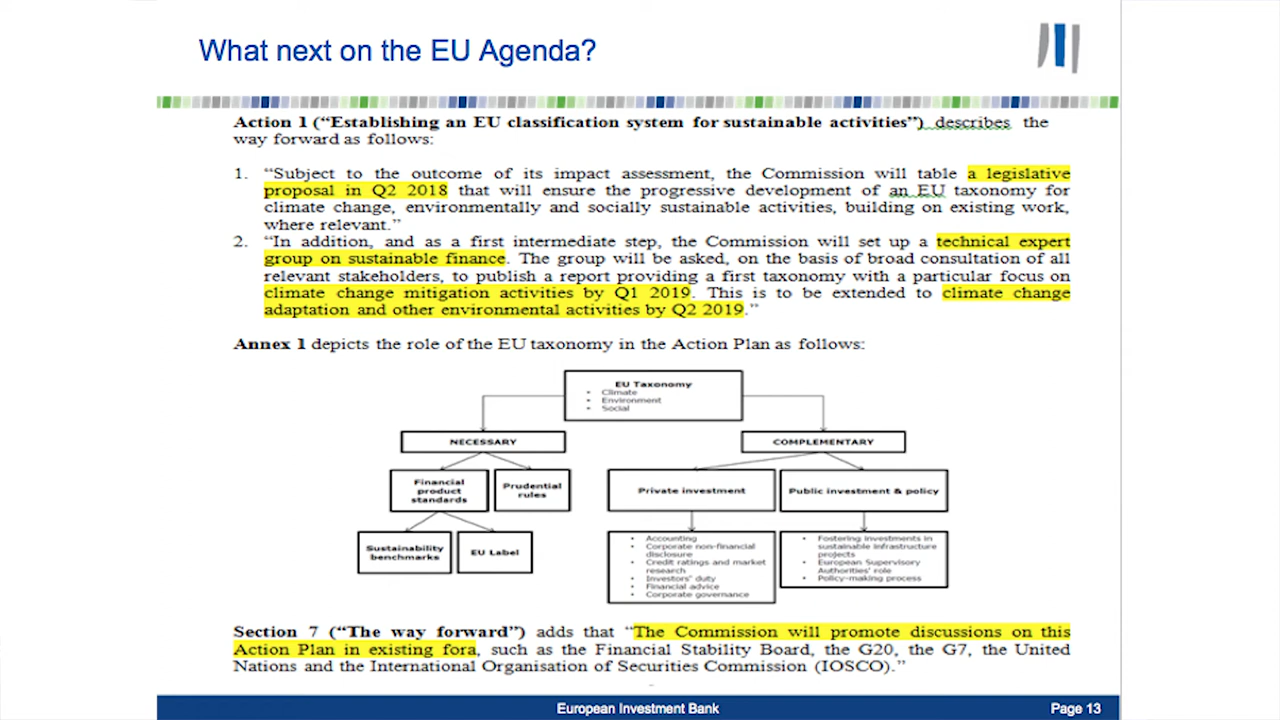 What next on the EU Agenda?
Action 1 (“Establishing an EU classification system for sustainable activities”) describes the
way forward as follows:
1. “Subject to the outcome of its impact assessment, the Commission will table a legislative
proposal in Q2 2018 that will ensure the progressive development of an EU taxonomy for
climate change, environmentally and socially sustainable activities, building on existing work,
where relevant.”
2. “In addition, and as a first intermediate step, the Commission will set up a technical expert
group on sustainable finance. The group will be asked, on the basis of broad consultation of all
relevant stakeholders, to publish a report providing a first taxonomy with a particular focus on
climate change mitigation activities by Q1 2019. This is to be extended to climate change
adaptation and other environmental activities by Q2 2019.”
Annex 1 depicts the role of the EU taxonomy in the Action Plan as follows:
EU Taxonomy
• Climate
• Environment
• Social
NECESSARY
COMPLEMENTARY
Financial
product
standards
Prudential
rules
Private investment
Public investment & policy
Sustainability
benchmarks
EU Label
• Accounting
• Corporate non-financial
disclosure
• Credit ratings and market
research
• Investors' duty
• Financial advice
• Corporate governance
• Fostering investments in
sustainable infrastructure
projects
• European Supervisory
Authorities' role
• Policy-making process
Section 7 (“The way forward”) adds that “The Commission will promote discussions on this
Action Plan in existing fora, such as the Financial Stability Board, the G20, the G7, the United
Nations and the International Organisation of Securities Commission (IOSCO).”
European Investment Bank
Page 13